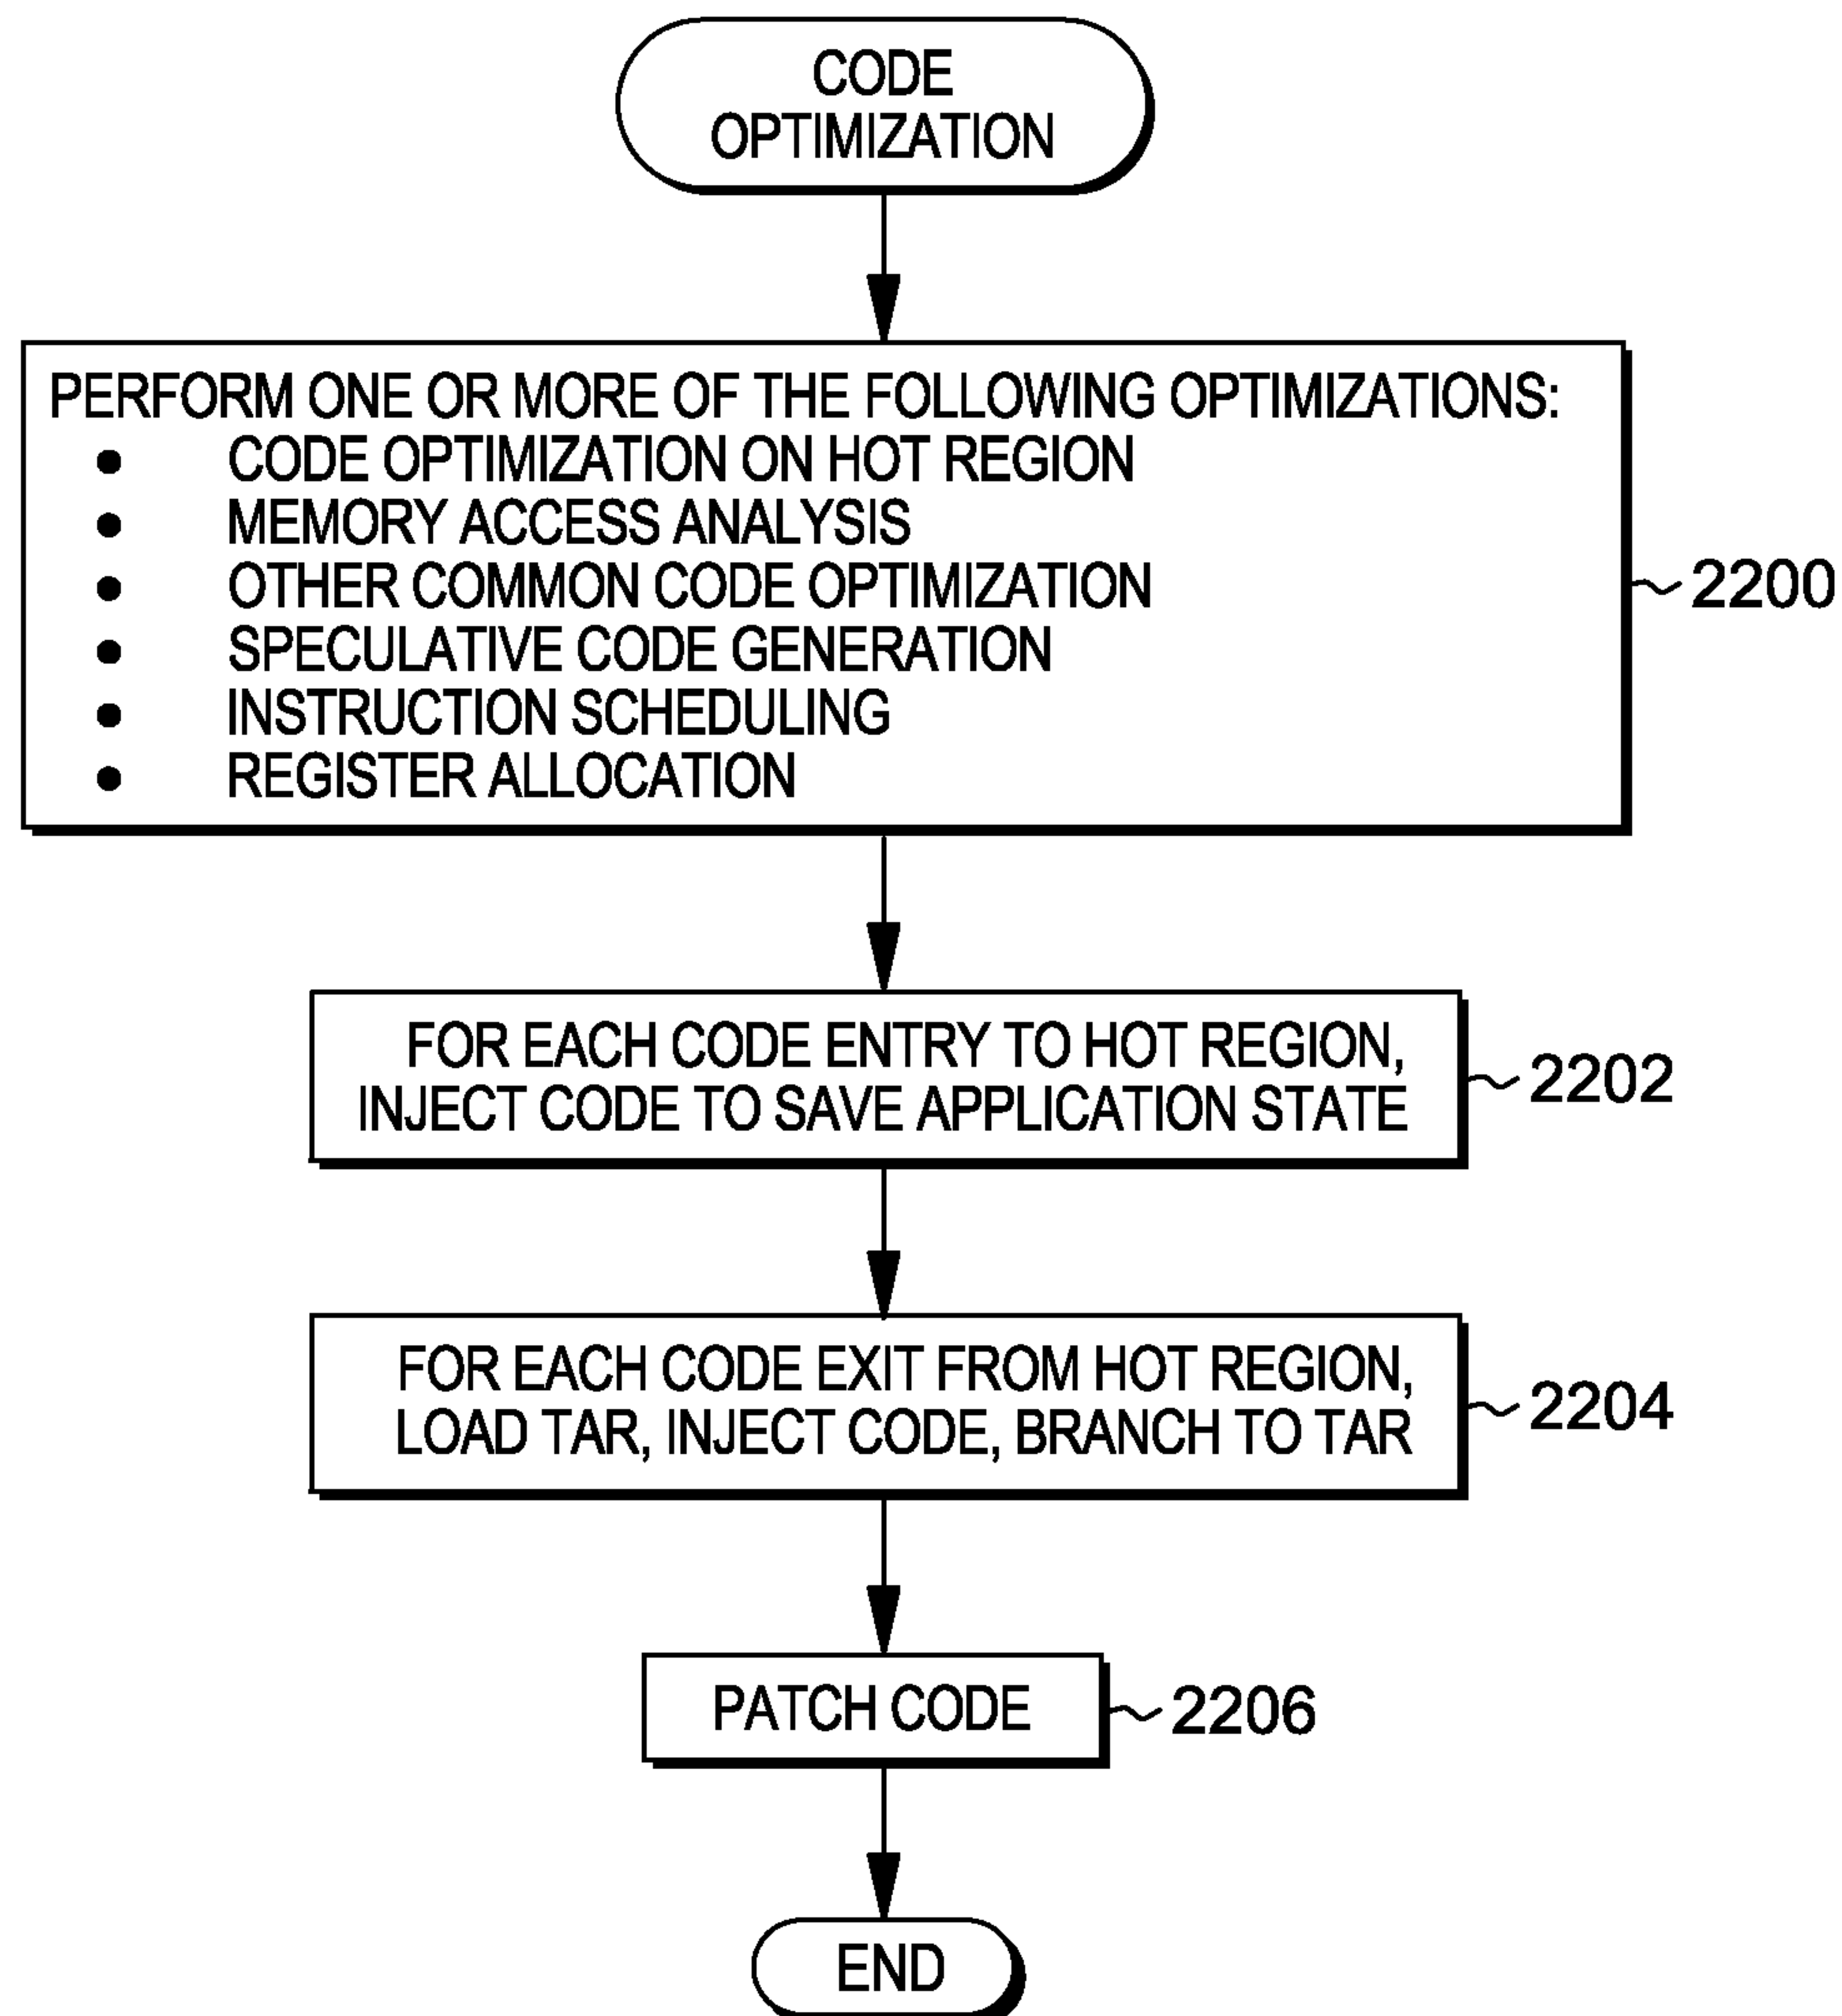 CODE
OPTIMIZATION
PERFORM ONE OR MORE OF THE FOLLOWING OPTIMIZATIONS:
● CODE OPTIMIZATION ON HOT REGION
● MEMORY ACCESS ANALYSIS
● OTHER COMMON CODE OPTIMIZATION
● SPECULATIVE CODE GENERATION
● INSTRUCTION SCHEDULING
● REGISTER ALLOCATION
2200
FOR EACH CODE ENTRY TO HOT REGION,
INJECT CODE TO SAVE APPLICATION STATE
2202
FOR EACH CODE EXIT FROM HOT REGION,
LOAD TAR, INJECT CODE, BRANCH TO TAR
2204
PATCH CODE
2206
END